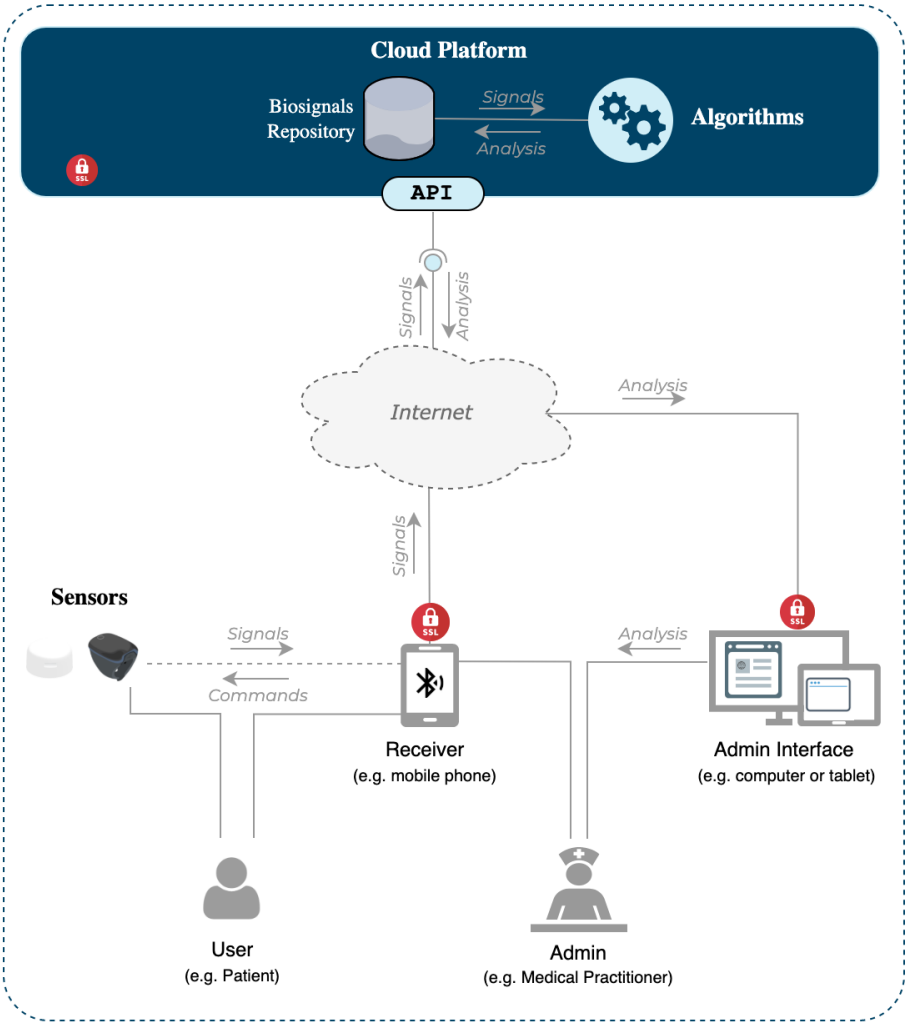 Cloud Platform
Biosignals
Repository
Signals
Analysis
Algorithms
SSL
API
Signals
Analysis
Internet
Analysis
Signals
Sensors
SSL
SSL
Signals
Commands
Analysis
Receiver
(e.g. mobile phone)
Admin Interface
(e.g. computer or tablet)
User
(e.g. Patient)
Admin
(e.g. Medical Practitioner)